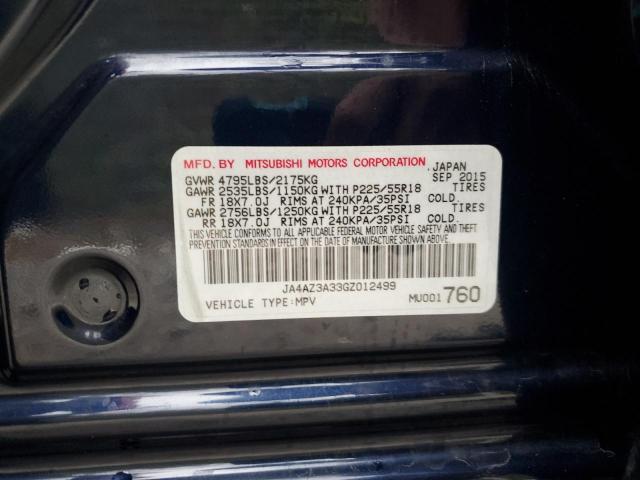 MFD. BY MITSUBISHI MOTORS CORPORATION JAPAN
GVWR 4795LBS/2175KG SEP 2015
GAWR 2535LBS/1150KG WITH P225/55R18 TIRES
FR 18X7.0J RIMS AT 240KPA/35PSI COLD.
GAWR 2756LBS/1250KG WITH P225/55R18 TIRES
RR 18X7.0J RIMS AT 240KPA/35PSI COLD.
THIS VEHICLE CONFORMS TO ALL APPLICABLE FEDERAL MOTOR VEHICLE SAFETY
AND THEFT PREVENTION STANDARDS IN EFFECT ON THE DATE OF
MANUFACTURE SHOWN ABOVE.
JA4AZ3A33GZ012499
VEHICLE TYPE:MPV MU001760